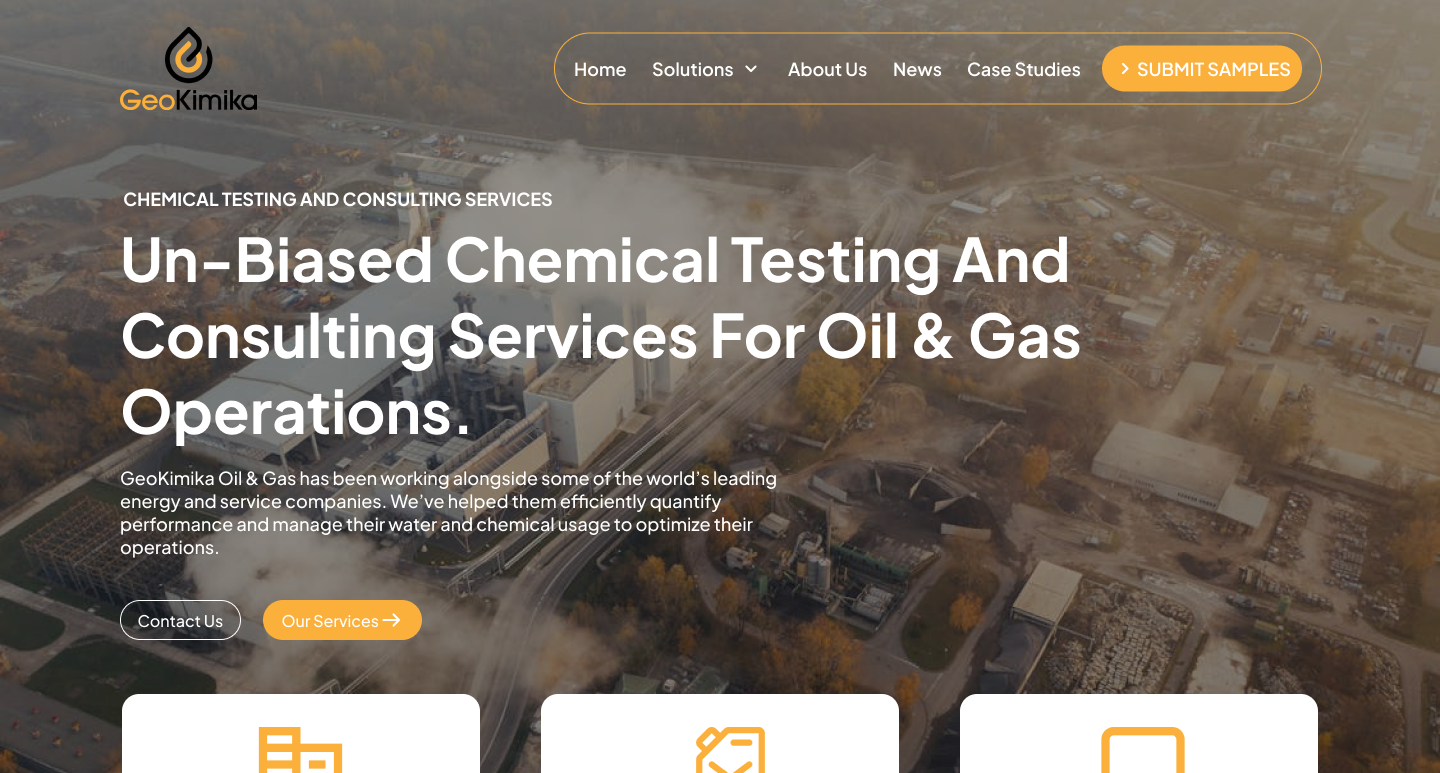 GeoKimika
Home Solutions About Us News Case Studies SUBMIT SAMPLES
CHEMICAL TESTING AND CONSULTING SERVICES
Un-Biased Chemical Testing And
Consulting Services For Oil & Gas
Operations.
GeoKimika Oil & Gas has been working alongside some of the world’s leading
energy and service companies. We’ve helped them efficiently quantify
performance and manage their water and chemical usage to optimize their
operations.
Contact Us Our Services